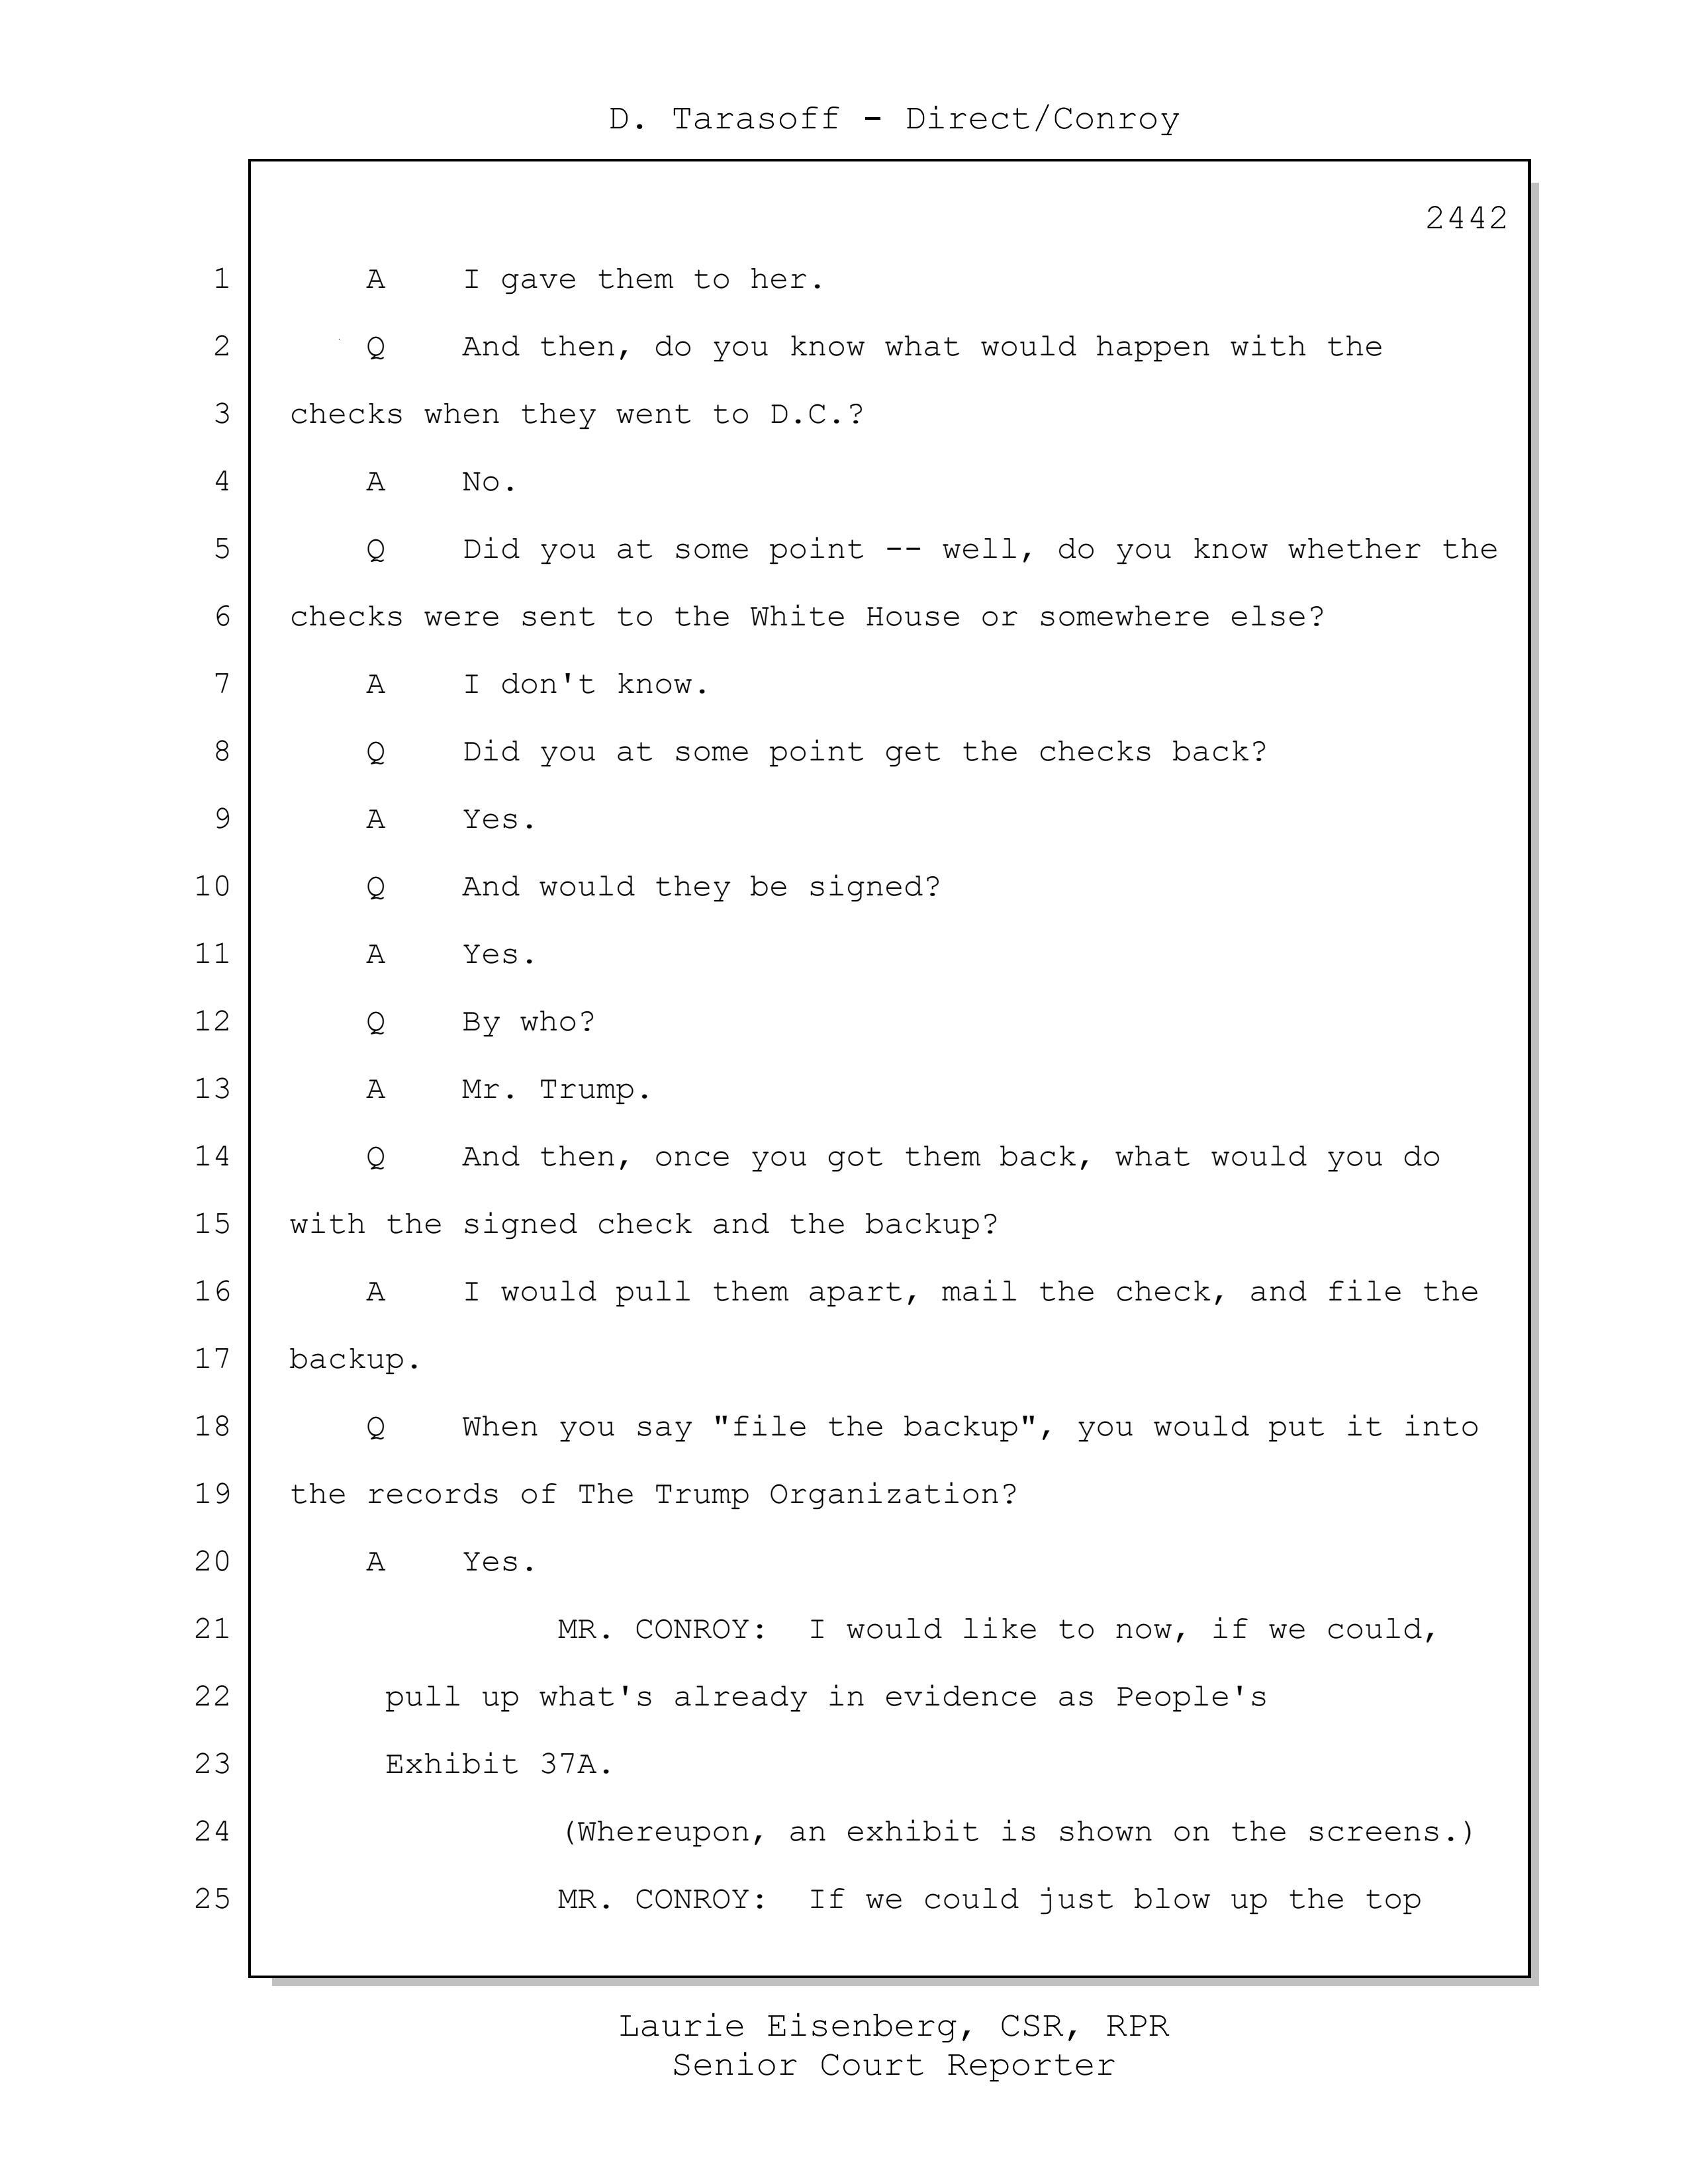 D. Tarasoff - Direct/Conroy
2442
1 A I gave them to her.
2 Q And then, do you know what would happen with the
3 checks when they went to D.C.?
4 A No.
5 Q Did you at some point -- well, do you know whether the
6 checks were sent to the White House or somewhere else?
7 A I don't know.
8 Q Did you at some point get the checks back?
9 A Yes.
10 Q And would they be signed?
11 A Yes.
12 Q By who?
13 A Mr. Trump.
14 Q And then, once you got them back, what would you do
15 with the signed check and the backup?
16 A I would pull them apart, mail the check, and file the
17 backup.
18 Q When you say "file the backup", you would put it into
19 the records of The Trump Organization?
20 A Yes.
21 MR. CONROY: I would like to now, if we could,
22 pull up what's already in evidence as People's
23 Exhibit 37A.
24 (Whereupon, an exhibit is shown on the screens.)
25 MR. CONROY: If we could just blow up the top
Laurie Eisenberg, CSR, RPR
Senior Court Reporter